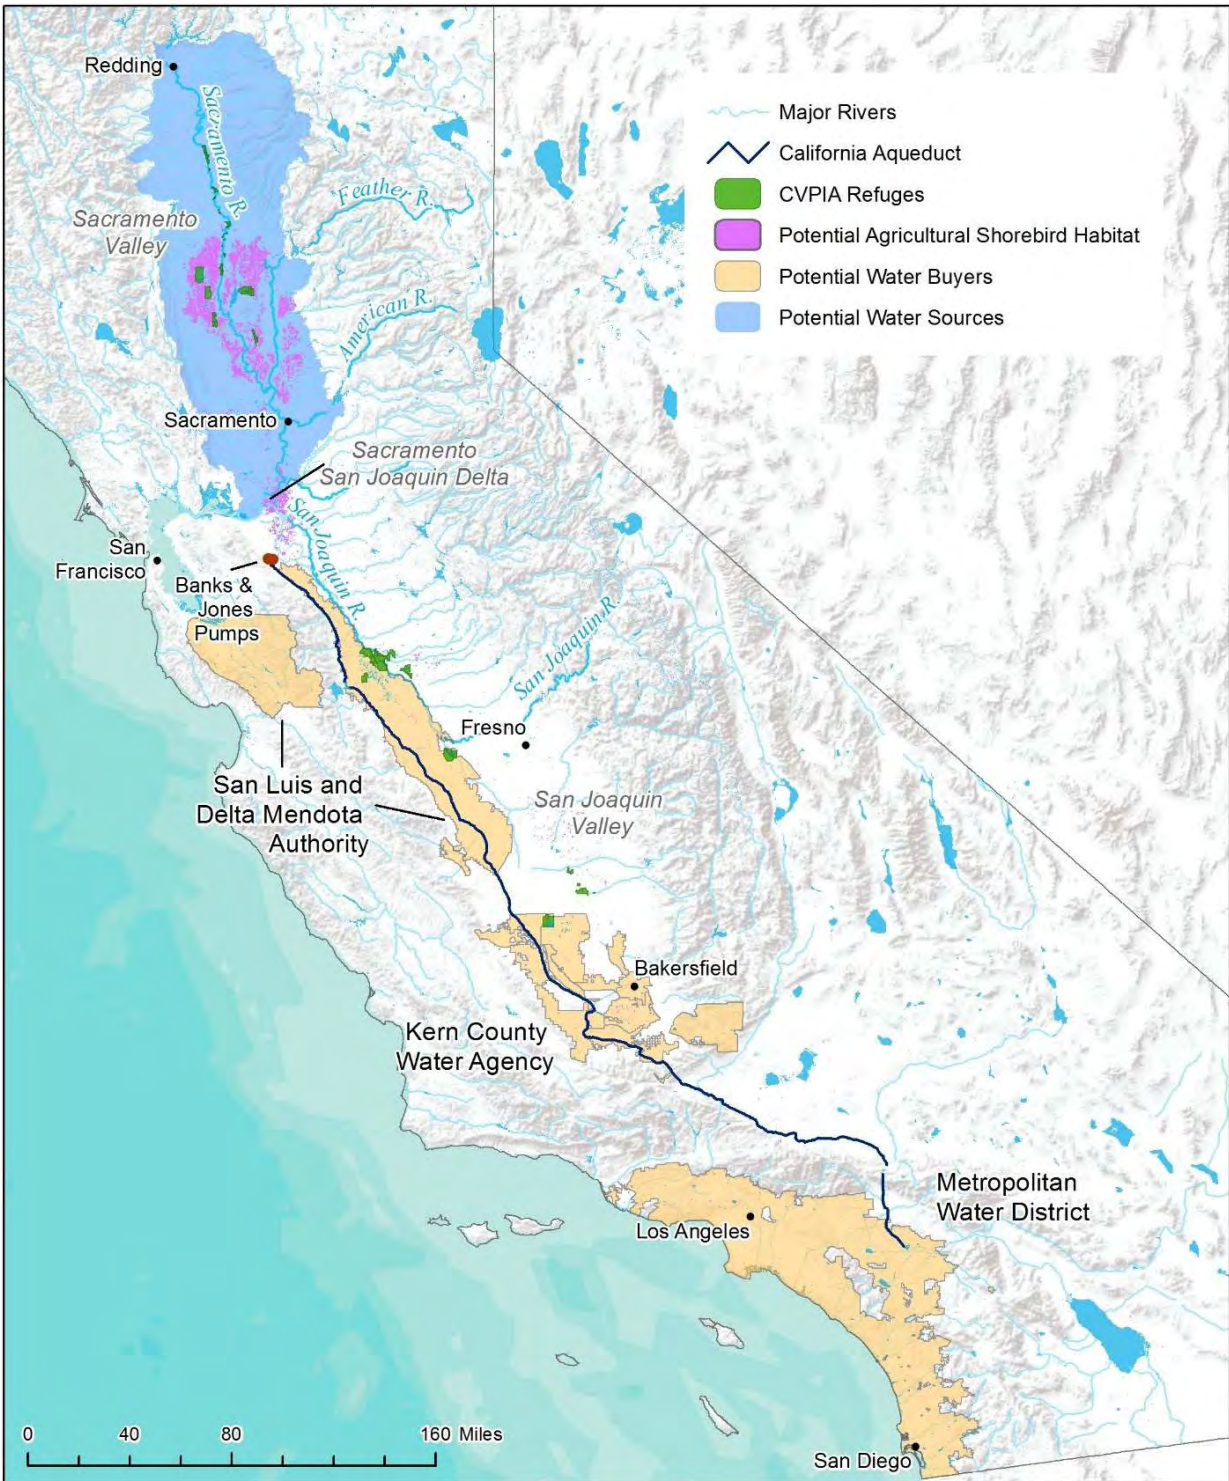 Redding
Sacramento R.
Sacramento
Valley
Feather R.
American R.
Sacramento
Sacramento
San Joaquin Delta
San Joaquin R.
San
Francisco
Banks &
Jones
Pumps
San Joaquin R.
Fresno
San Luis and
Delta Mendota
Authority
San Joaquin
Valley
Bakersfield
Kern County
Water Agency
Metropolitan
Water District
Los Angeles
San Diego
Major Rivers
California Aqueduct
CVPIA Refuges
Potential Agricultural Shorebird Habitat
Potential Water Buyers
Potential Water Sources
0 40 80 160 Miles